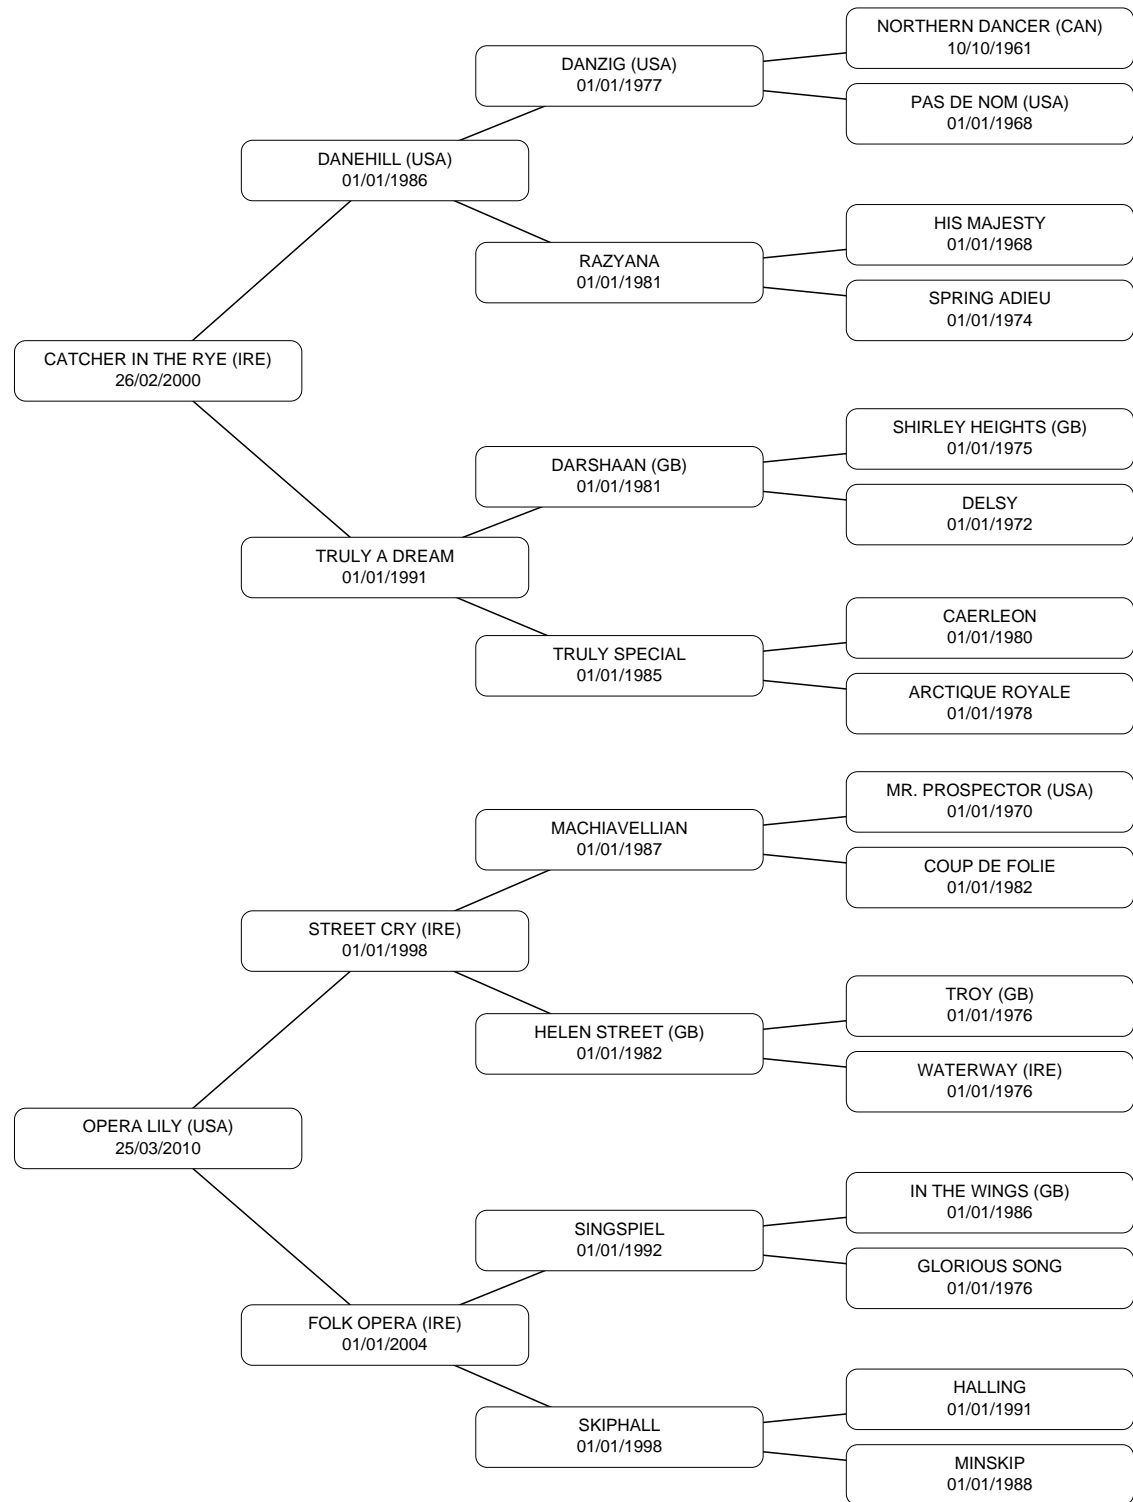 NORTHERN DANCER (CAN)
10/10/1961
DANZIG (USA)
01/01/1977
PAS DE NOM (USA)
01/01/1968
DANEHILL (USA)
01/01/1986
HIS MAJESTY
01/01/1968
RAZYANA
01/01/1981
SPRING ADIEU
01/01/1974
CATCHER IN THE RYE (IRE)
26/02/2000
SHIRLEY HEIGHTS (GB)
01/01/1975
DARSHAAN (GB)
01/01/1981
DELSY
01/01/1972
TRULY A DREAM
01/01/1991
CAERLEON
01/01/1980
TRULY SPECIAL
01/01/1985
ARCTIQUE ROYALE
01/01/1978
MR. PROSPECTOR (USA)
01/01/1970
MACHIAVELLIAN
01/01/1987
COUP DE FOLIE
01/01/1982
STREET CRY (IRE)
01/01/1998
TROY (GB)
01/01/1976
HELEN STREET (GB)
01/01/1982
WATERWAY (IRE)
01/01/1976
OPERA LILY (USA)
25/03/2010
IN THE WINGS (GB)
01/01/1986
SINGSPIEL
01/01/1992
GLORIOUS SONG
01/01/1976
FOLK OPERA (IRE)
01/01/2004
HALLING
01/01/1991
SKIPHALL
01/01/1998
MINSKIP
01/01/1988